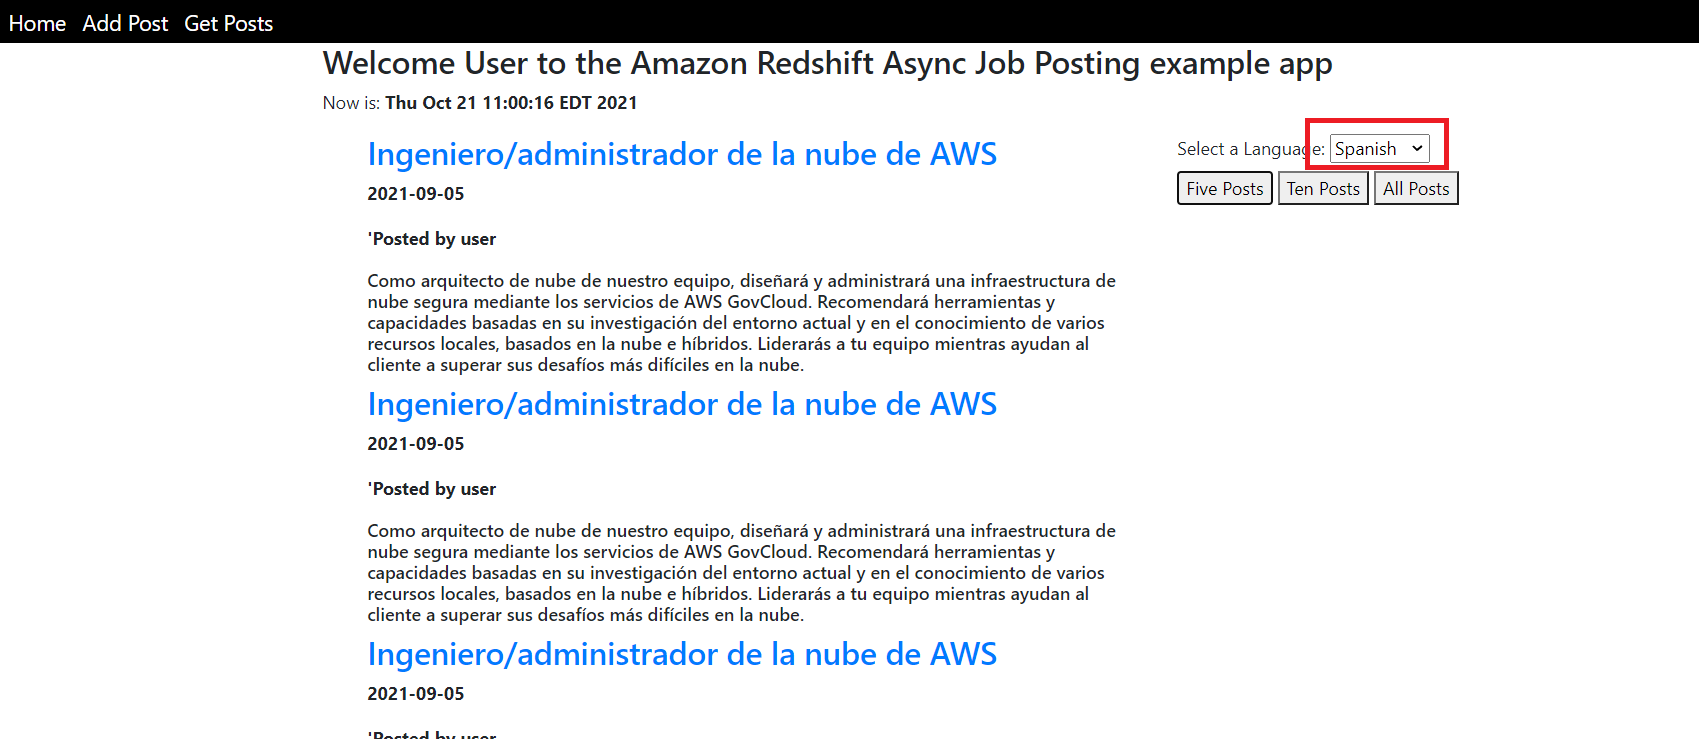 Home Add Post Get Posts
Welcome User to the Amazon Redshift Async Job Posting example app
Now is: Thu Oct 21 11:00:16 EDT 2021
Ingeniero/administrador de la nube de AWS
2021-09-05
'Posted by user
Como arquitecto de nube de nuestro equipo, diseñará y administrará una infraestructura de
nube segura mediante los servicios de AWS GovCloud. Recomendará herramientas y
capacidades basadas en su investigación del entorno actual y en el conocimiento de varios
recursos locales, basados en la nube e híbridos. Liderarás a tu equipo mientras ayudan al
cliente a superar sus desafíos más difíciles en la nube.
Ingeniero/administrador de la nube de AWS
2021-09-05
'Posted by user
Como arquitecto de nube de nuestro equipo, diseñará y administrará una infraestructura de
nube segura mediante los servicios de AWS GovCloud. Recomendará herramientas y
capacidades basadas en su investigación del entorno actual y en el conocimiento de varios
recursos locales, basados en la nube e híbridos. Liderarás a tu equipo mientras ayudan al
cliente a superar sus desafíos más difíciles en la nube.
Ingeniero/administrador de la nube de AWS
2021-09-05
'Posted by user
Select a Language: Spanish
Five Posts Ten Posts All Posts